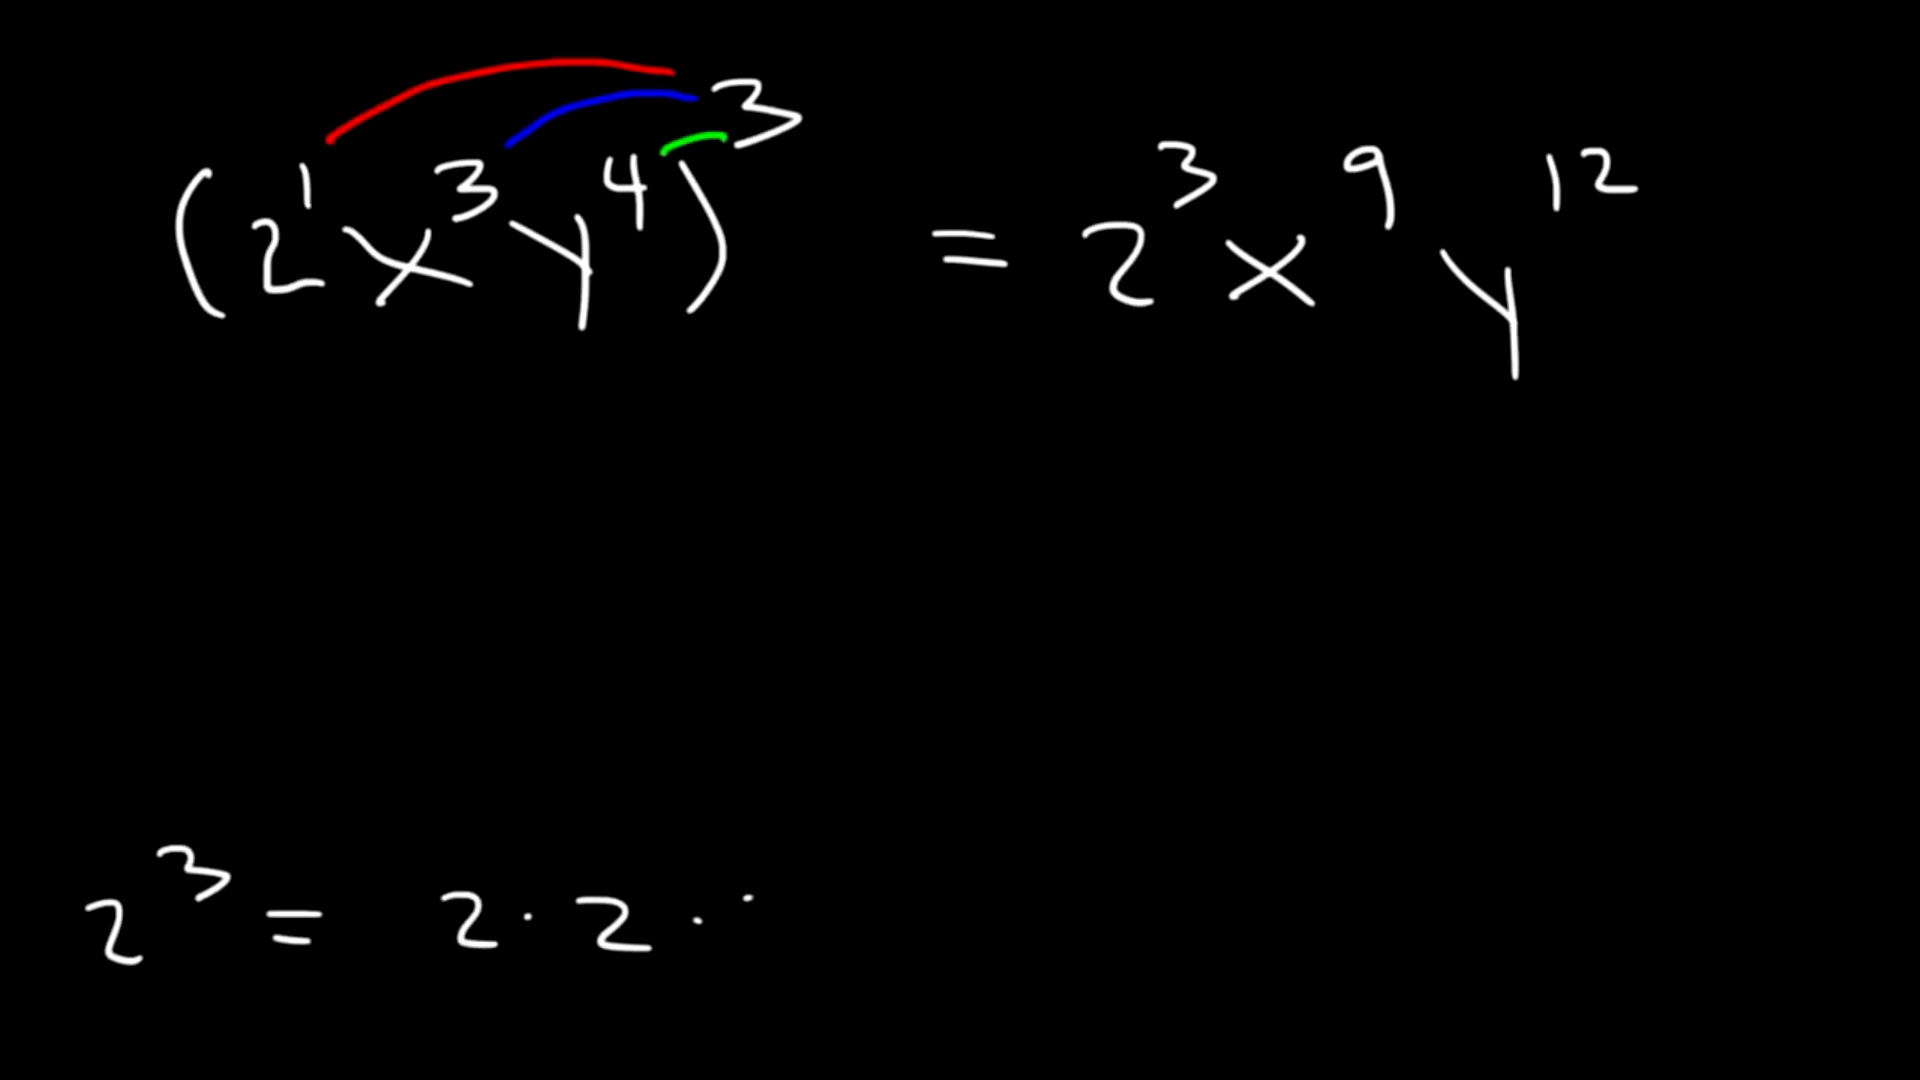 (2¹x³y⁴)³ = 2³x⁹y¹²
2³ = 2 · 2 ·